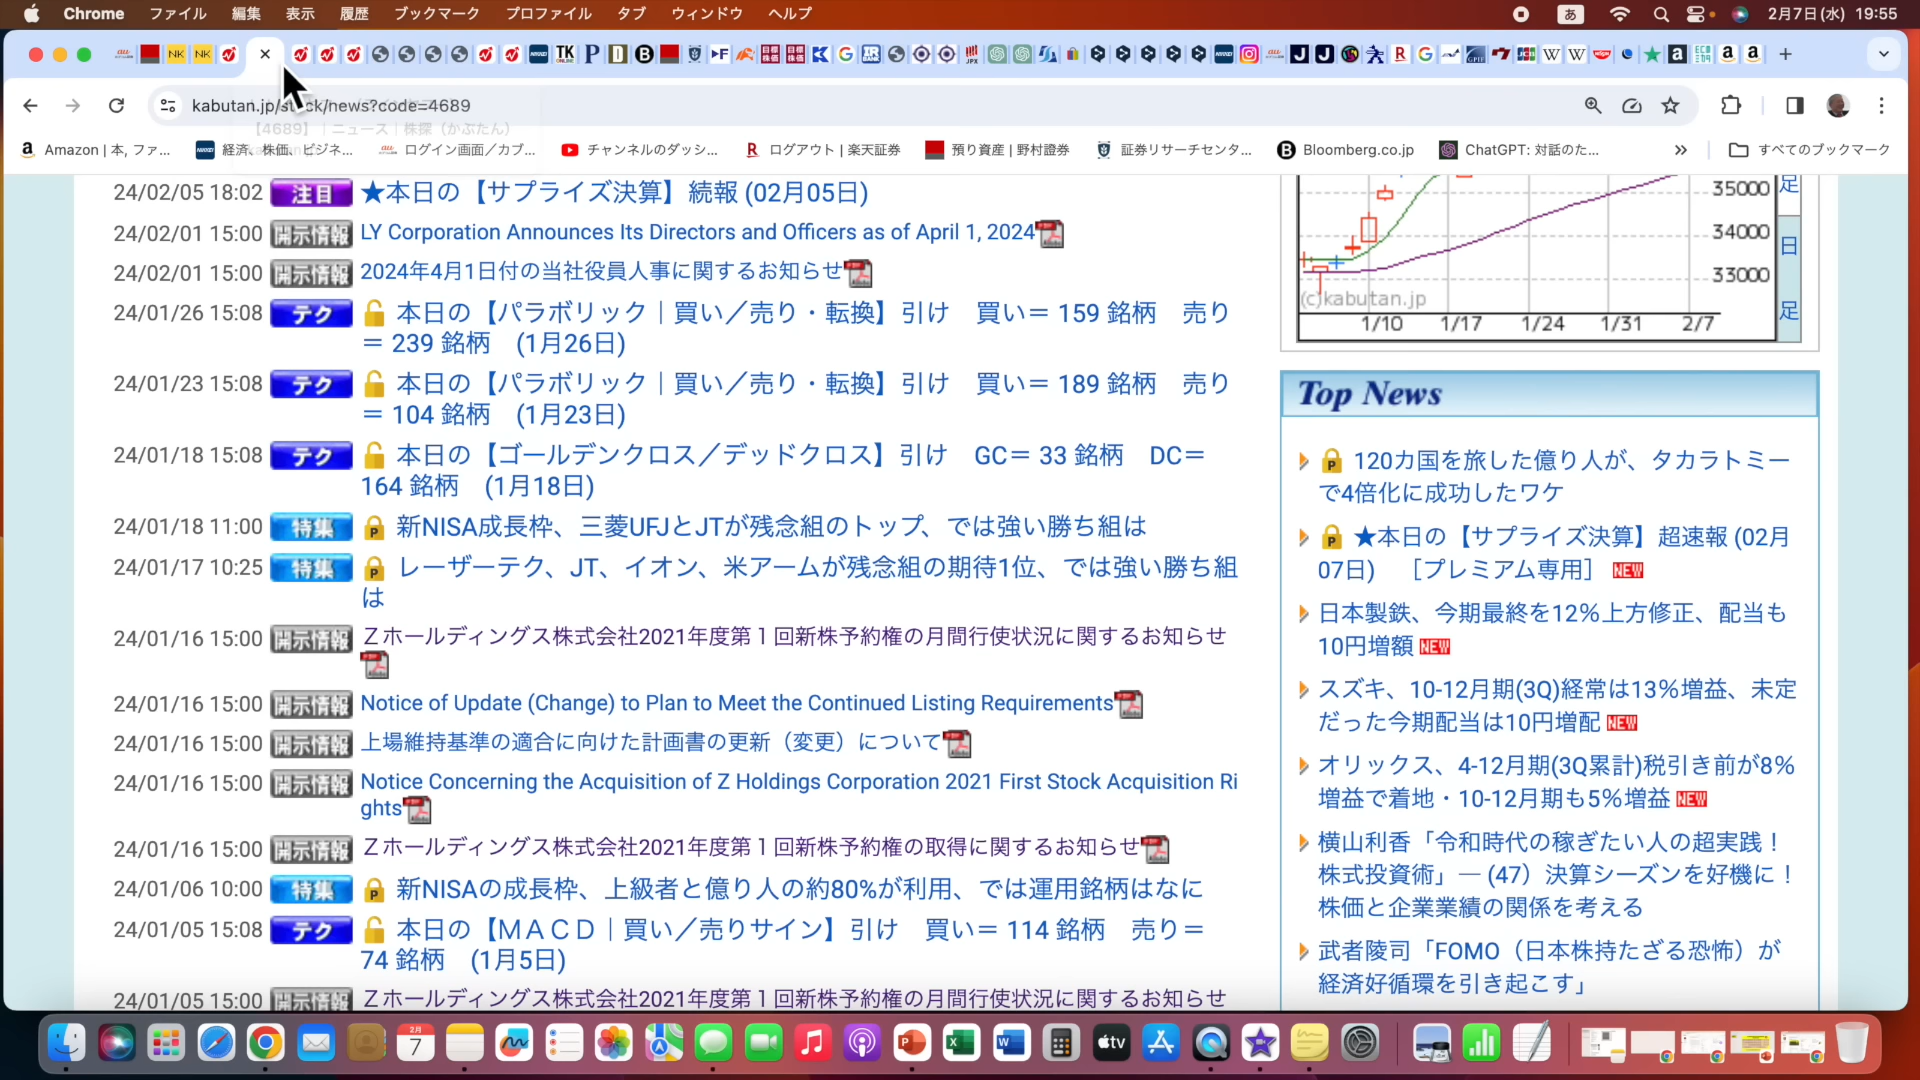 Chrome ファイル 編集 表示 履歴 ブックマーク プロファイル タブ ウィンドウ ヘルプ あ 2月7日(水) 19:55
kabutan.jp/stock/news?code=4689
【4689】｜ニュース｜株探（かぶたん）
Amazon | 本, ファ... 経済、株価、ビジネ... ログイン画面／カブ... チャンネルのダッシ... ログアウト | 楽天証券 預り資産 | 野村證券 証券リサーチセンタ... Bloomberg.co.jp ChatGPT: 対話のた... すべてのブックマーク
24/02/05 18:02 注目 ★本日の【サプライズ決算】続報 (02月05日)
24/02/01 15:00 開示情報 LY Corporation Announces Its Directors and Officers as of April 1, 2024
24/02/01 15:00 開示情報 2024年4月1日付の当社役員人事に関するお知らせ
24/01/26 15:08 テク 本日の【パラボリック｜買い／売り・転換】引け　買い＝ 159 銘柄　売り
＝ 239 銘柄　(1月26日)
24/01/23 15:08 テク 本日の【パラボリック｜買い／売り・転換】引け　買い＝ 189 銘柄　売り
＝ 104 銘柄　(1月23日)
24/01/18 15:08 テク 本日の【ゴールデンクロス／デッドクロス】引け　GC＝ 33 銘柄　DC＝
164 銘柄　(1月18日)
24/01/18 11:00 特集 新NISA成長枠、三菱UFJとJTが残念組のトップ、では強い勝ち組は
24/01/17 10:25 特集 レーザーテク、JT、イオン、米アームが残念組の期待1位、では強い勝ち組
は
24/01/16 15:00 開示情報 Ｚホールディングス株式会社2021年度第１回新株予約権の月間行使状況に関するお知らせ
24/01/16 15:00 開示情報 Notice of Update (Change) to Plan to Meet the Continued Listing Requirements
24/01/16 15:00 開示情報 上場維持基準の適合に向けた計画書の更新（変更）について
24/01/16 15:00 開示情報 Notice Concerning the Acquisition of Z Holdings Corporation 2021 First Stock Acquisition Ri
ghts
24/01/16 15:00 開示情報 Ｚホールディングス株式会社2021年度第１回新株予約権の取得に関するお知らせ
24/01/06 10:00 特集 新NISAの成長枠、上級者と億り人の約80%が利用、では運用銘柄はなに
24/01/05 15:08 テク 本日の【ＭＡＣＤ｜買い／売りサイン】引け　買い＝ 114 銘柄　売り＝
74 銘柄　(1月5日)
24/01/05 15:00 開示情報 Ｚホールディングス株式会社2021年度第１回新株予約権の月間行使状況に関するお知らせ
35000
34000
33000
足
日
足
(c)kabutan.jp
1/10 1/17 1/24 1/31 2/7
Top News
120カ国を旅した億り人が、タカラトミー
で4倍化に成功したワケ
★本日の【サプライズ決算】超速報 (02月
07日)　［プレミアム専用］ NEW
日本製鉄、今期最終を12％上方修正、配当も
10円増額 NEW
スズキ、10-12月期(3Q)経常は13％増益、未定
だった今期配当は10円増配 NEW
オリックス、4-12月期(3Q累計)税引き前が8％
増益で着地・10-12月期も5％増益 NEW
横山利香「令和時代の稼ぎたい人の超実践！
株式投資術」― (47）決算シーズンを好機に！
株価と企業業績の関係を考える
武者陵司「FOMO（日本株持たざる恐怖）が
経済好循環を引き起こす」
2月
7
tv